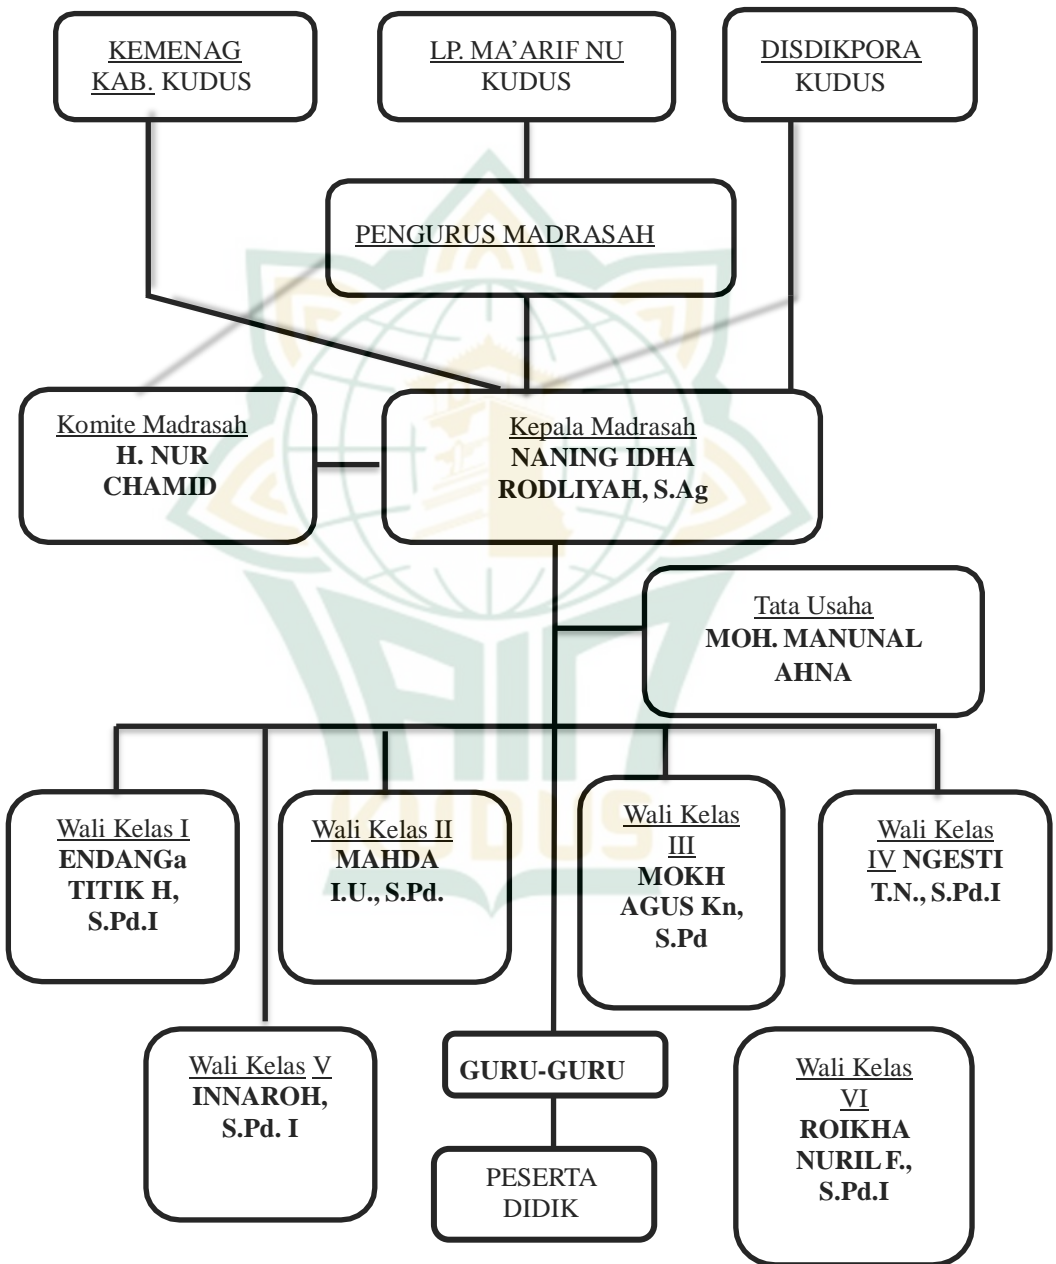 KEMENAG
KAB. KUDUS
LP. MA’ARIF NU
KUDUS
DISDIKPORA
KUDUS
PENGURUS MADRASAH
Komite Madrasah
H. NUR
CHAMID
Kepala Madrasah
NANING IDHA
RODLIYAH, S.Ag
Tata Usaha
MOH. MANUNAL
AHNA
Wali Kelas I
ENDANGa
TITIK H,
S.Pd.I
Wali Kelas II
MAHDA
I.U., S.Pd.
Wali Kelas
III
MOKH
AGUS Kn,
S.Pd
Wali Kelas
IV NGESTI
T.N., S.Pd.I
Wali Kelas V
INNAROH,
S.Pd. I
GURU-GURU
PESERTA
DIDIK
Wali Kelas
VI
ROIKHA
NURIL F.,
S.Pd.I
IAIN
KUDUS